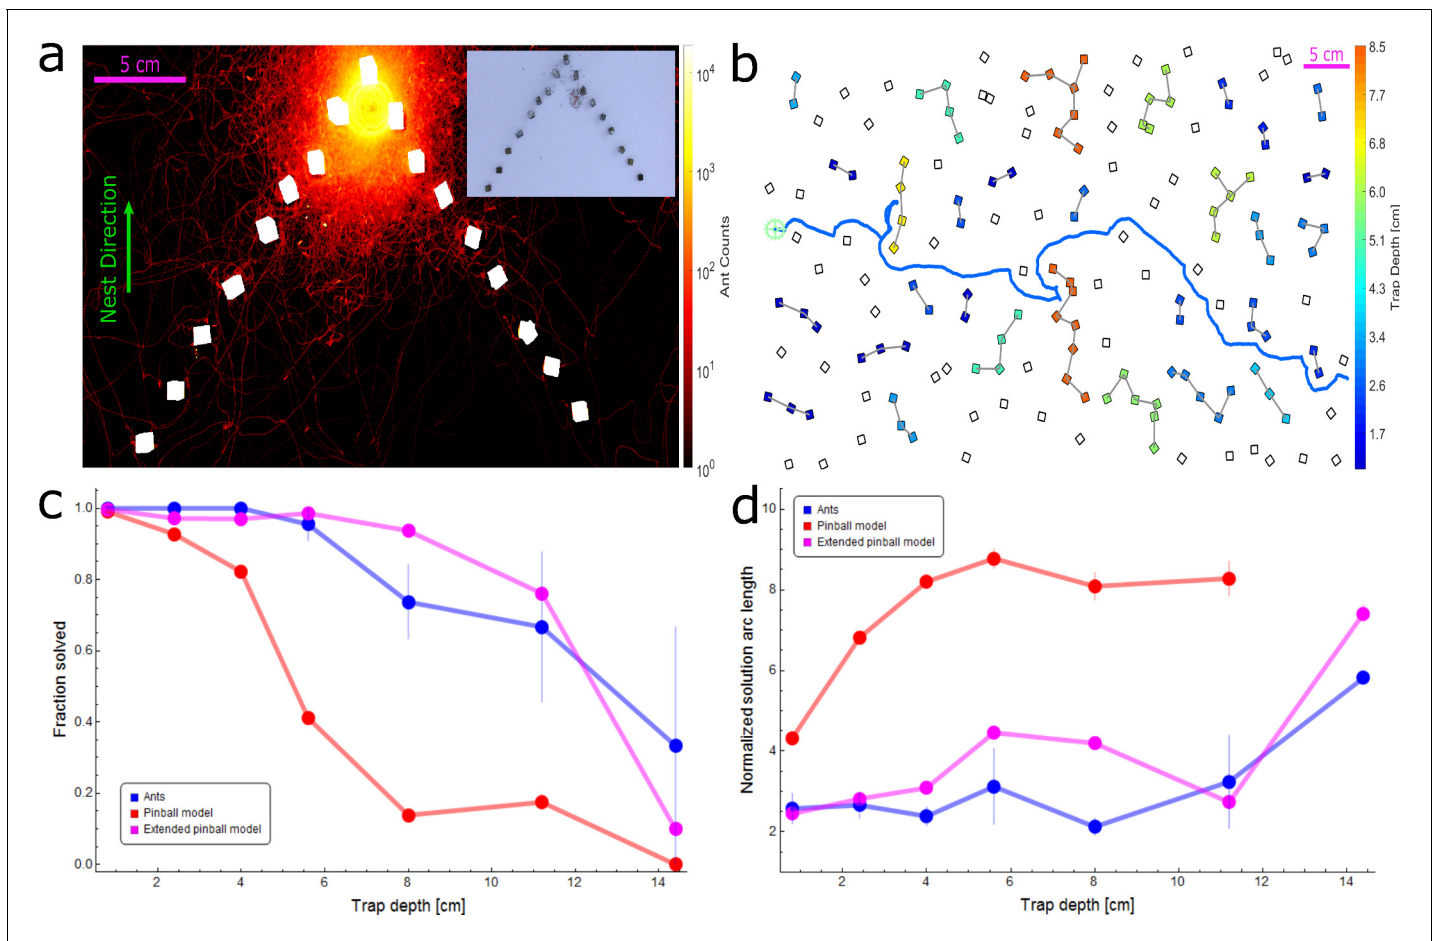 a
5 cm
Nest Direction
10^4
10^3
10^2
10^1
10^0
Ant Counts
b
5 cm
8.5
7.7
6.8
6.0
5.1
4.3
3.4
2.6
1.7
Trap Depth [cm]
c
1.0
0.8
0.6
0.4
0.2
0.0
Fraction solved
Ants
Pinball model
Extended pinball model
2
4
6
8
10
12
14
Trap depth [cm]
d
10
8
6
4
2
Normalized solution arc length
Ants
Pinball model
Extended pinball model
2
4
6
8
10
12
14
Trap depth [cm]